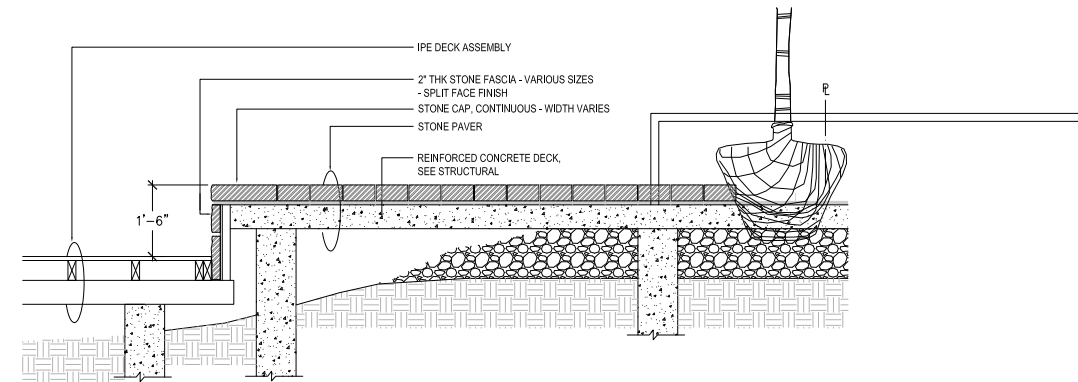 IPE DECK ASSEMBLY
2" THK STONE FASCIA - VARIOUS SIZES
- SPLIT FACE FINISH
STONE CAP, CONTINUOUS - WIDTH VARIES
STONE PAVER
REINFORCED CONCRETE DECK,
SEE STRUCTURAL
PL
1'-6"